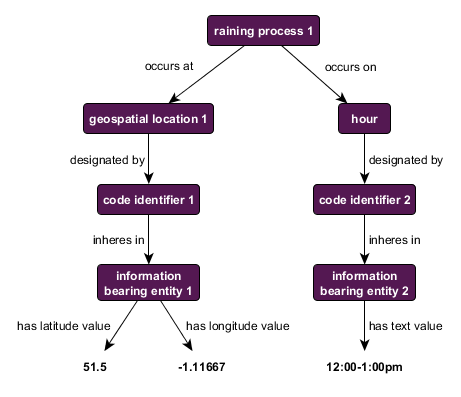 raining process 1
occurs at
occurs on
geospatial location 1
hour
designated by
designated by
code identifier 1
code identifier 2
inheres in
inheres in
information
bearing entity 1
information
bearing entity 2
has latitude value
has longitude value
has text value
51.5
-1.11667
12:00-1:00pm